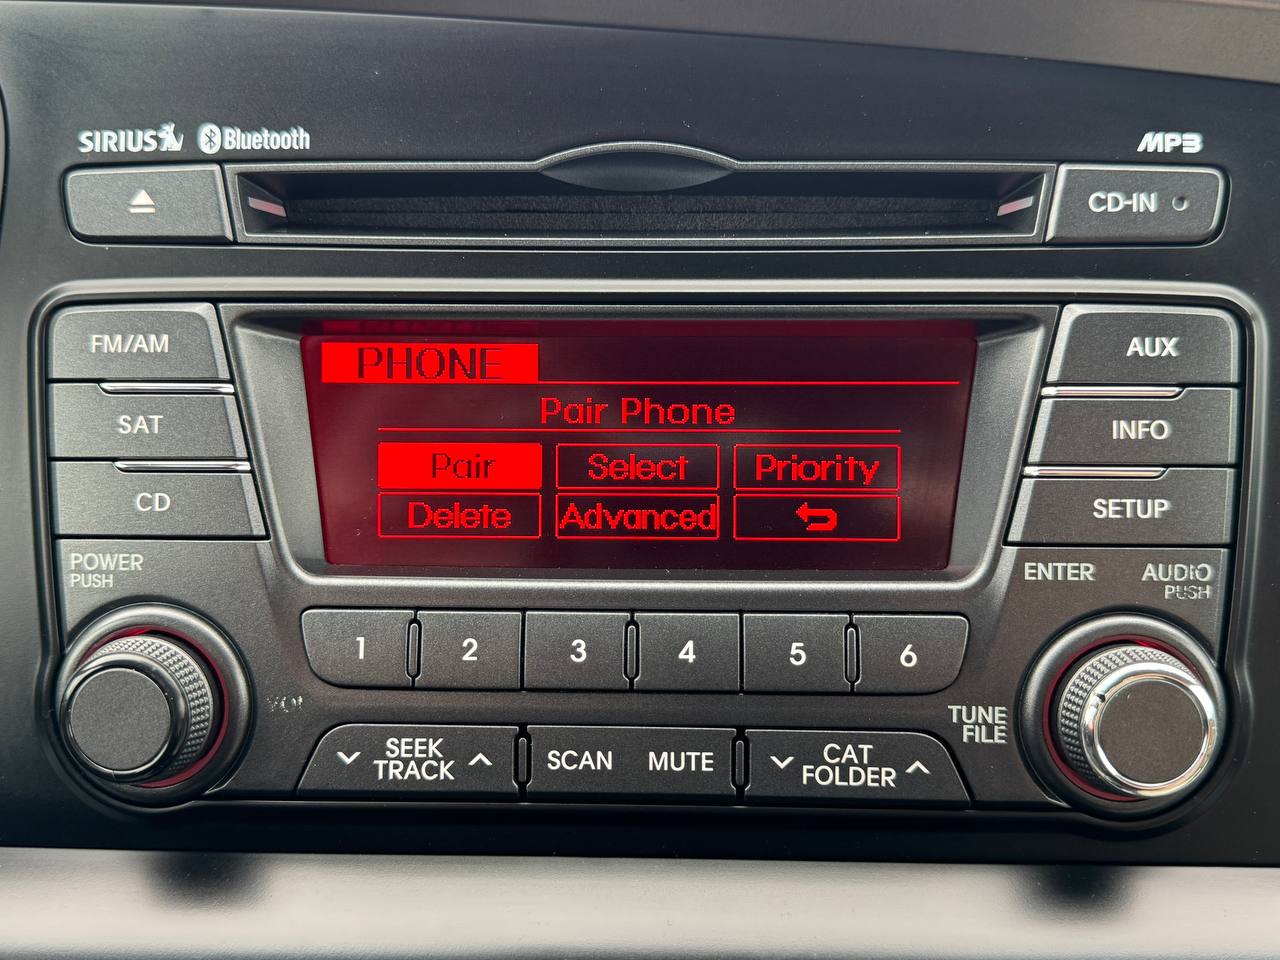 SIRIUS Bluetooth
MP3
CD-IN
FM/AM
SAT
CD
PHONE
Pair Phone
Pair Select Priority
Delete Advanced
AUX
INFO
SETUP
POWER
PUSH
ENTER
AUDIO
PUSH
1 2 3 4 5 6
VOL
TUNE
FILE
SEEK
TRACK
SCAN MUTE
CAT
FOLDER